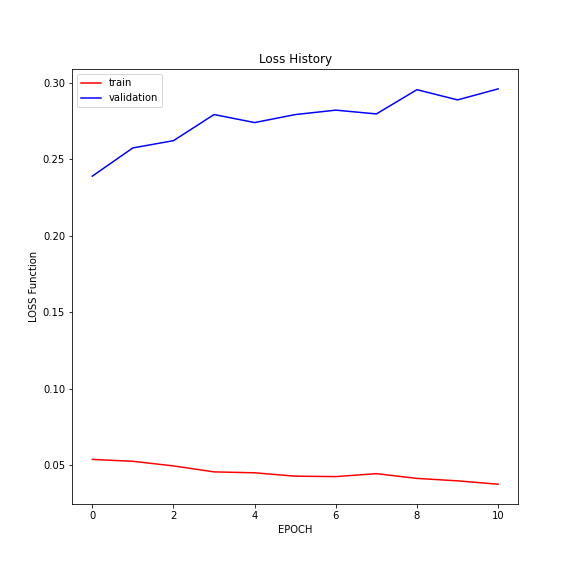 Loss History
train
validation
0.30
0.25
0.20
0.15
0.10
0.05
LOSS Function
0 2 4 6 8 10
EPOCH